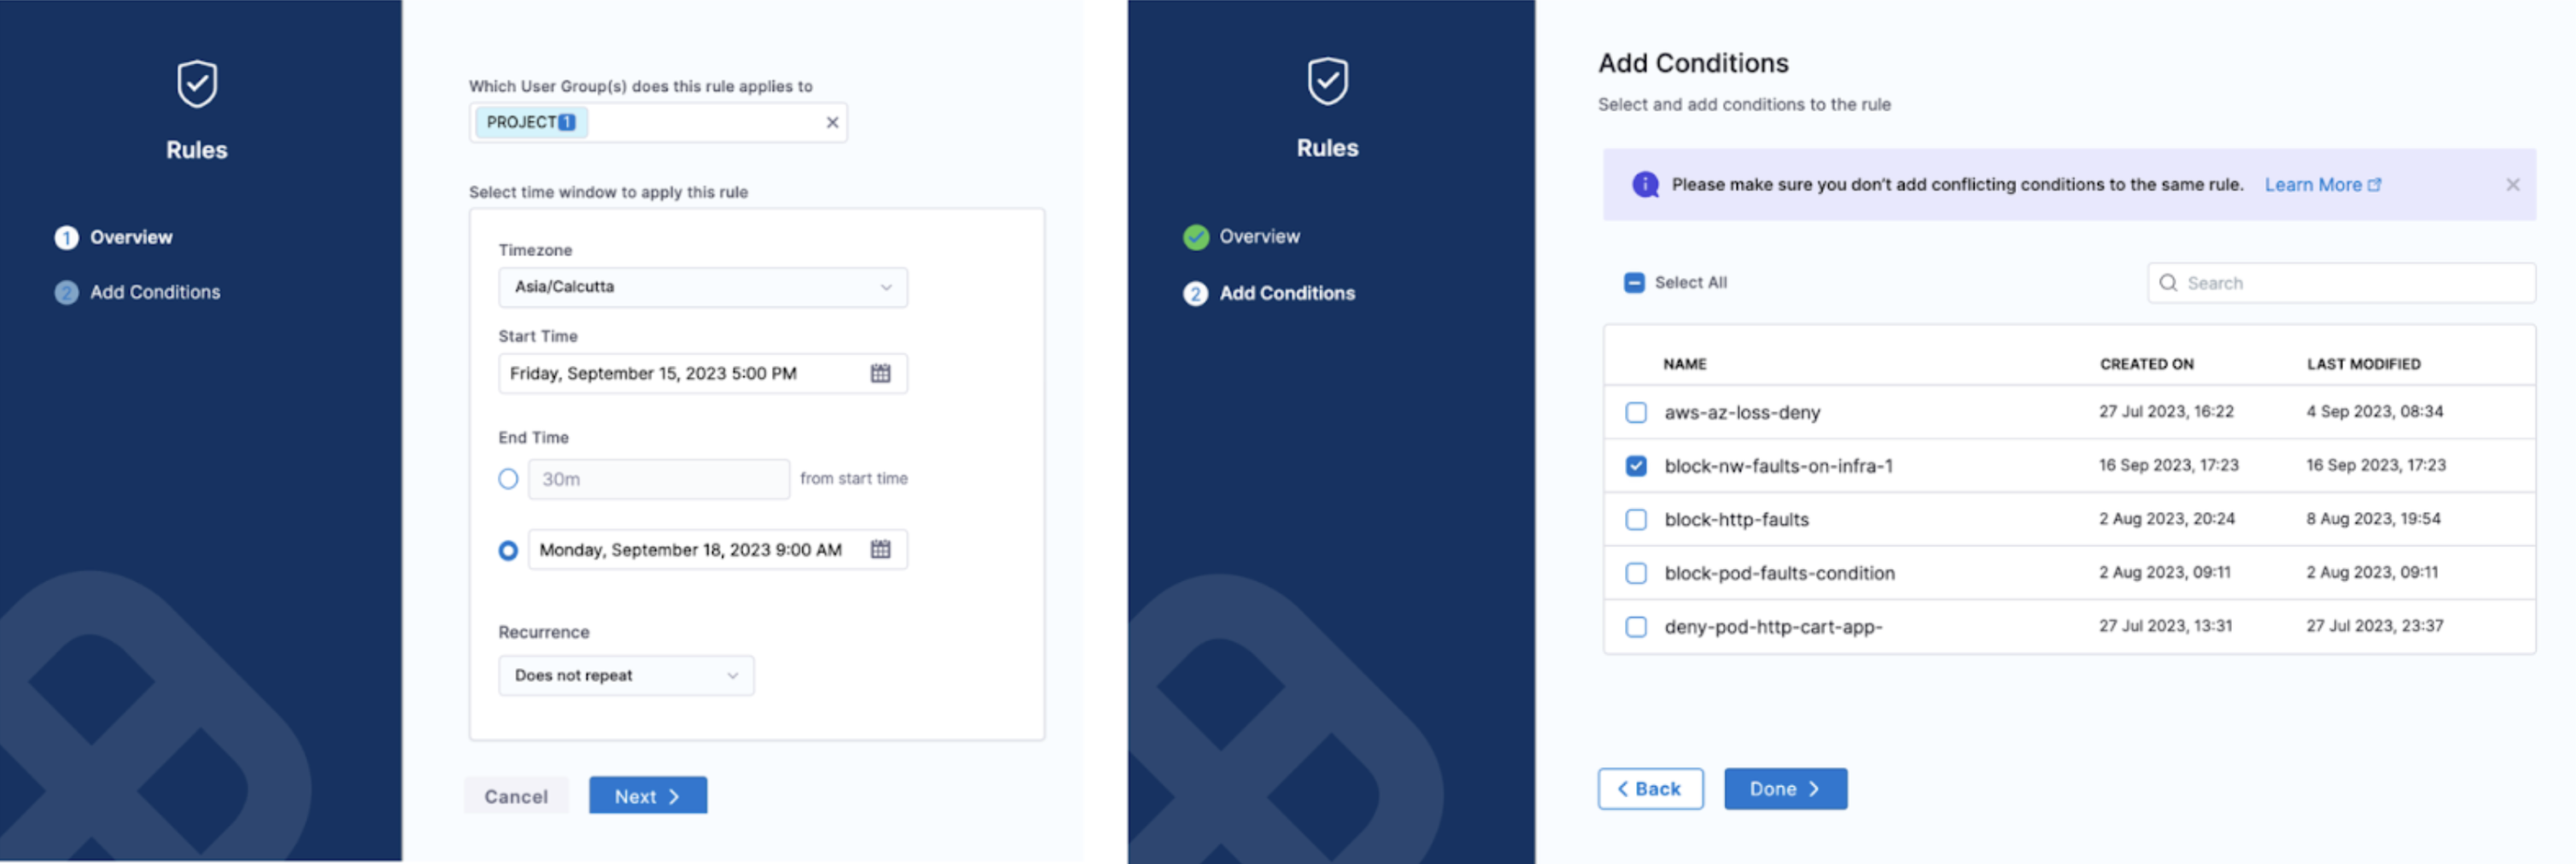 Rules
1 Overview
2 Add Conditions
Which User Group(s) does this rule applies to
PROJECT 1
Select time window to apply this rule
Timezone
Asia/Calcutta
Start Time
Friday, September 15, 2023 5:00 PM
End Time
30m from start time
Monday, September 18, 2023 9:00 AM
Recurrence
Does not repeat
Cancel Next
Rules
Overview
2 Add Conditions
Add Conditions
Select and add conditions to the rule
Please make sure you don't add conflicting conditions to the same rule. Learn More
Select All Search
NAME CREATED ON LAST MODIFIED
aws-az-loss-deny 27 Jul 2023, 16:22 4 Sep 2023, 08:34
block-nw-faults-on-infra-1 16 Sep 2023, 17:23 16 Sep 2023, 17:23
block-http-faults 2 Aug 2023, 20:24 8 Aug 2023, 19:54
block-pod-faults-condition 2 Aug 2023, 09:11 2 Aug 2023, 09:11
deny-pod-http-cart-app- 27 Jul 2023, 13:31 27 Jul 2023, 23:37
Back Done